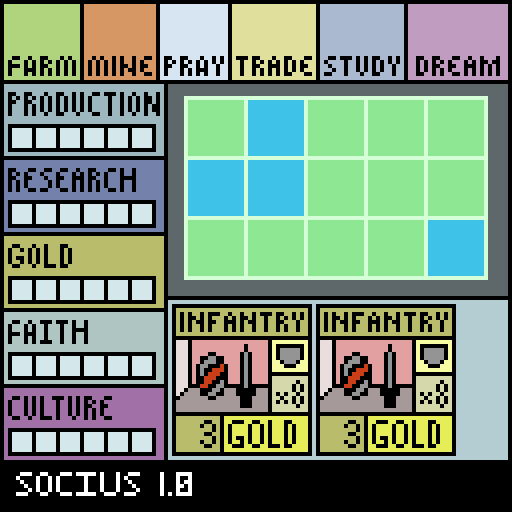 FARM MINE PRAY TRADE STUDY DREAM
PRODUCTION
RESEARCH
GOLD
FAITH
CULTURE
INFANTRY INFANTRY
x8 x8
3 GOLD 3 GOLD
SOCIUS 1.0